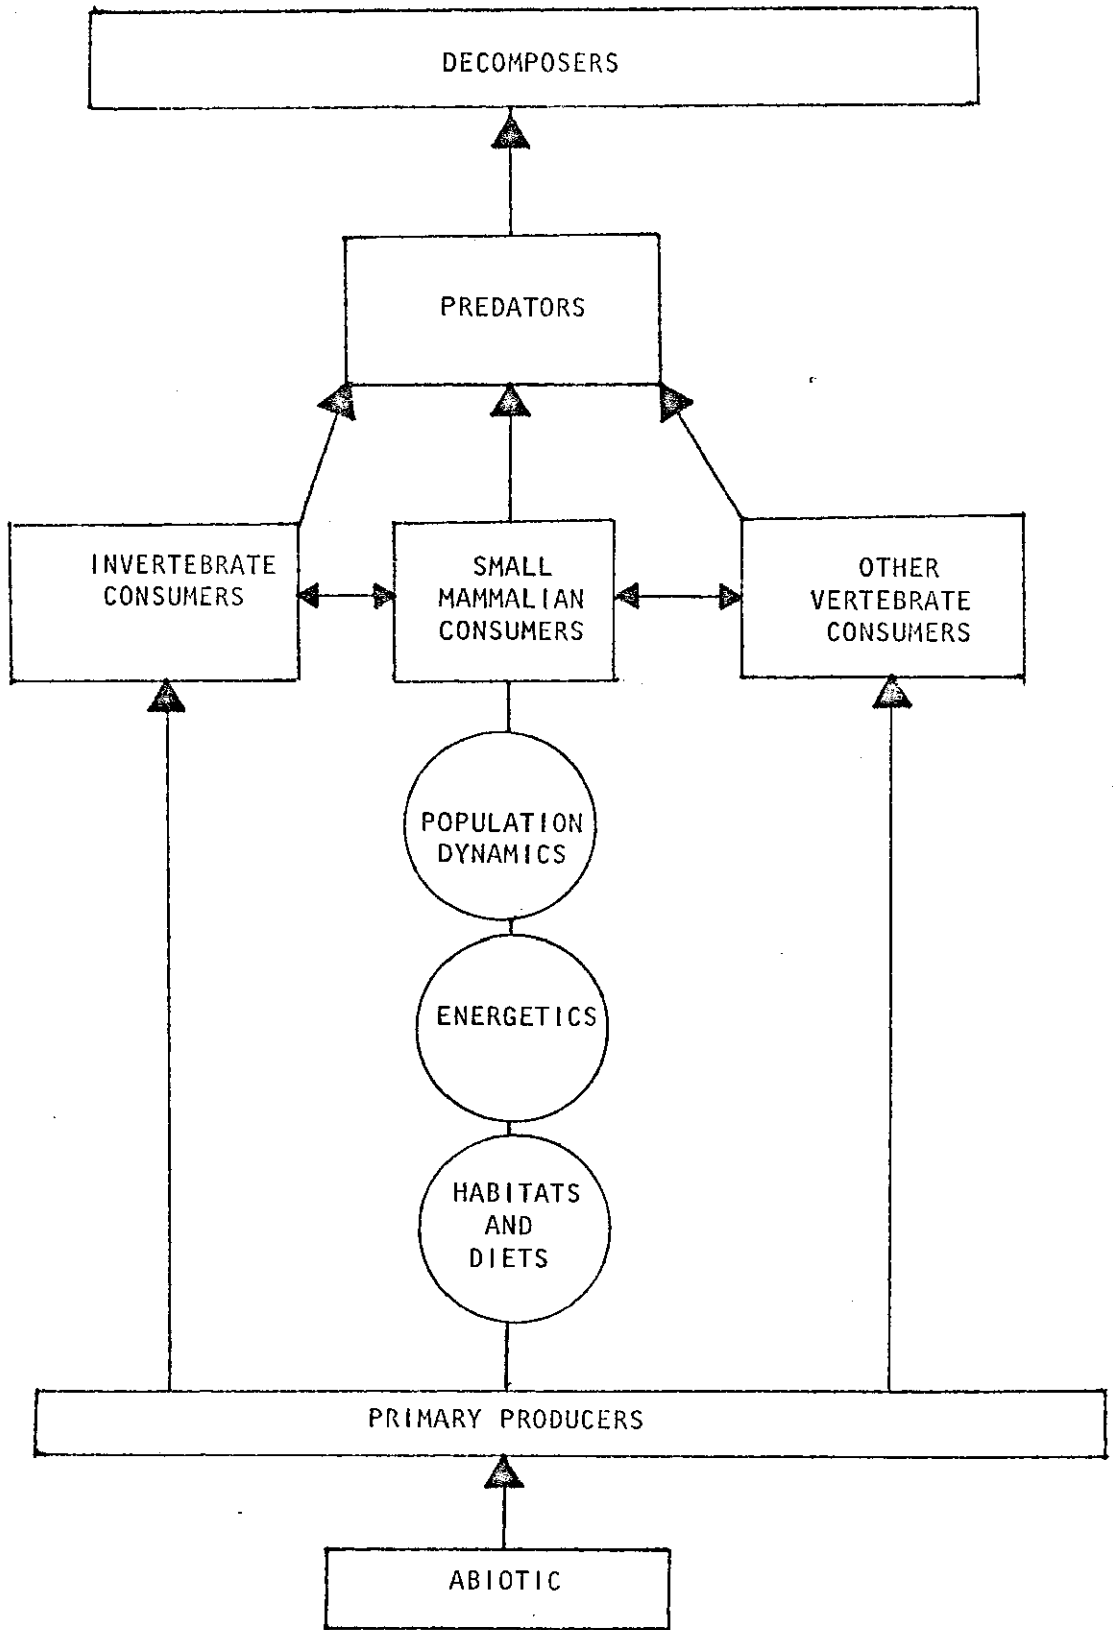 DECOMPOSERS
PREDATORS
INVERTEBRATE
CONSUMERS
SMALL
MAMMALIAN
CONSUMERS
OTHER
VERTEBRATE
CONSUMERS
POPULATION
DYNAMICS
ENERGETICS
HABITATS
AND
DIETS
PRIMARY PRODUCERS
ABIOTIC